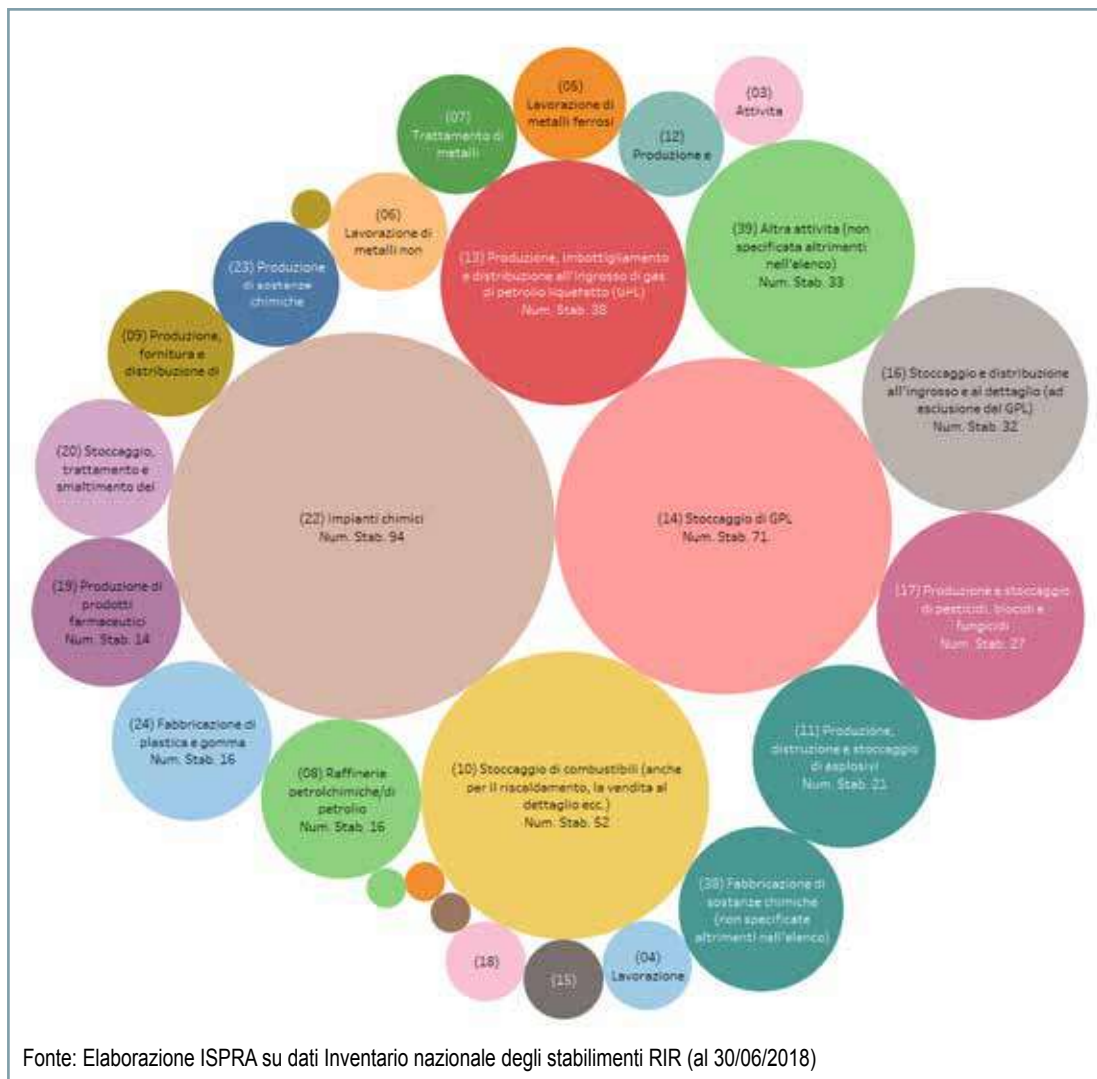 (05)
Lavorazione di
metalli ferrosi
(03)
Attivita
(07)
Trattamento di
metalli
(12)
Produzione e
(06)
Lavorazione di
metalli non
(39) Altra attivita (non
specificata altrimenti
nell'elenco)
Num. Stab. 33
(13) Produzione, imbottigliamento
e distribuzione all'ingrosso di gas
di petrolio liquefatto (GPL)
Num. Stab. 38
(23) Produzione
di sostanze
chimiche
(09) Produzione,
fornitura e
distribuzione di
(16) Stoccaggio e distribuzione
all'ingrosso e al dettaglio (ad
esclusione del GPL)
Num. Stab. 32
(20) Stoccaggio,
trattamento e
smaltimento dei
(22) Impianti chimici
Num. Stab. 94
(14) Stoccaggio di GPL
Num. Stab. 71
(19) Produzione di
prodotti
farmaceutici
Num. Stab. 14
(17) Produzione e stoccaggio
di pesticidi, biocidi e
fungicidi
Num. Stab. 27
(24) Fabbricazione di
plastica e gomma
Num. Stab. 16
(11) Produzione,
distruzione e stoccaggio
di esplosivi
Num. Stab. 21
(08) Raffinerie
petrolchimiche/di
petrolio
Num. Stab. 16
(10) Stoccaggio di combustibili (anche
per il riscaldamento, la vendita al
dettaglio ecc.)
Num. Stab. 52
(38) Fabbricazione di
sostanze chimiche
(non specificate
altrimenti nell'elenco)
(18)
(15)
(04)
Lavorazione
Fonte: Elaborazione ISPRA su dati Inventario nazionale degli stabilimenti RIR (al 30/06/2018)